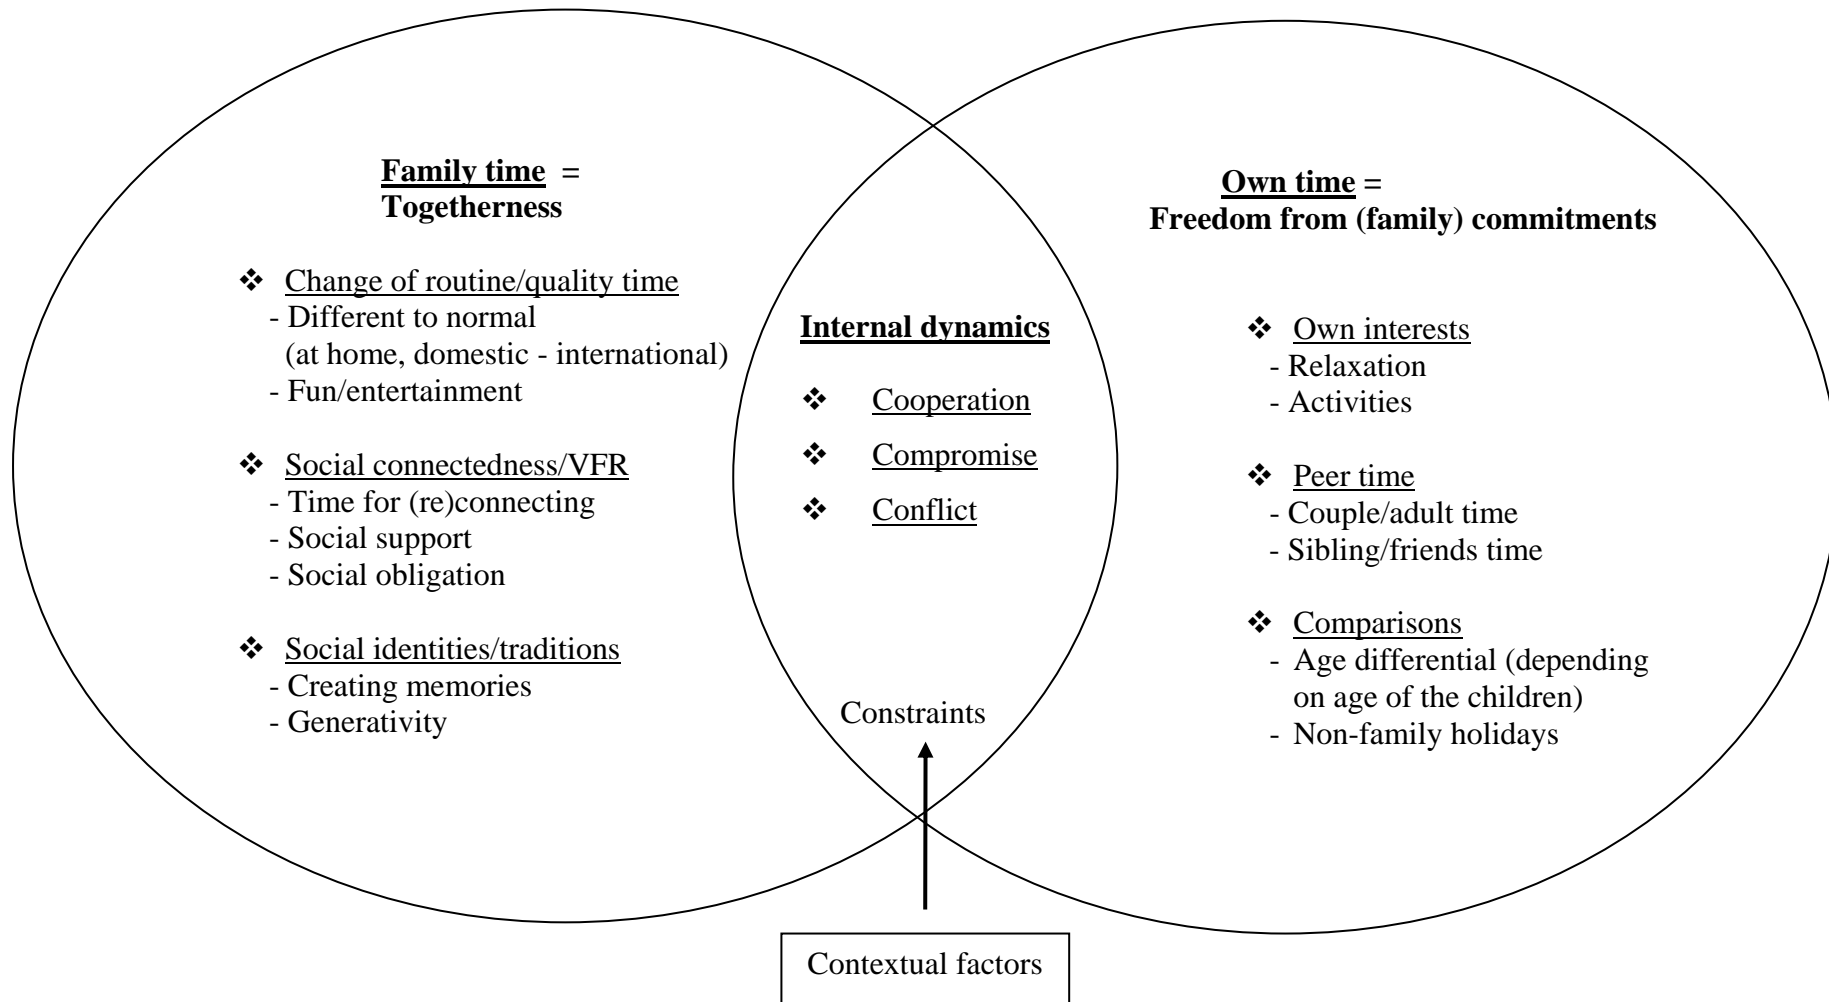 Family time =
Togetherness
❖ Change of routine/quality time
- Different to normal
(at home, domestic - international)
- Fun/entertainment
❖ Social connectedness/VFR
- Time for (re)connecting
- Social support
- Social obligation
❖ Social identities/traditions
- Creating memories
- Generativity
Internal dynamics
❖ Cooperation
❖ Compromise
❖ Conflict
Constraints
Contextual factors
Own time =
Freedom from (family) commitments
❖ Own interests
- Relaxation
- Activities
❖ Peer time
- Couple/adult time
- Sibling/friends time
❖ Comparisons
- Age differential (depending
on age of the children)
- Non-family holidays